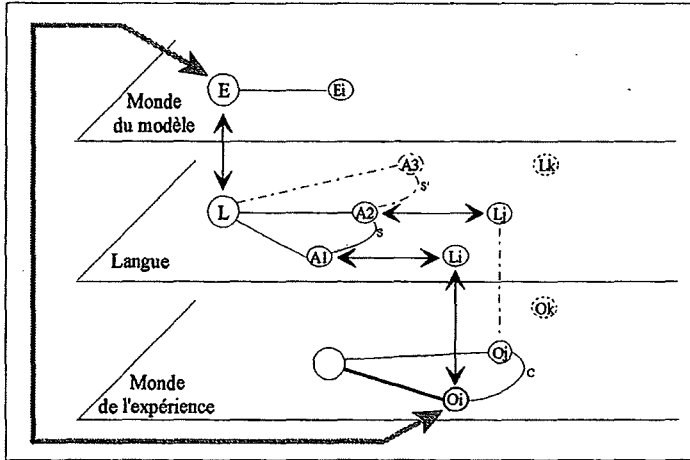 E
Ei
Monde
du modèle
A3
Lk
s'
L
A2
Lj
s
Langue
A1
Li
Ok
Oj
c
Monde
de l'expérience
Oi